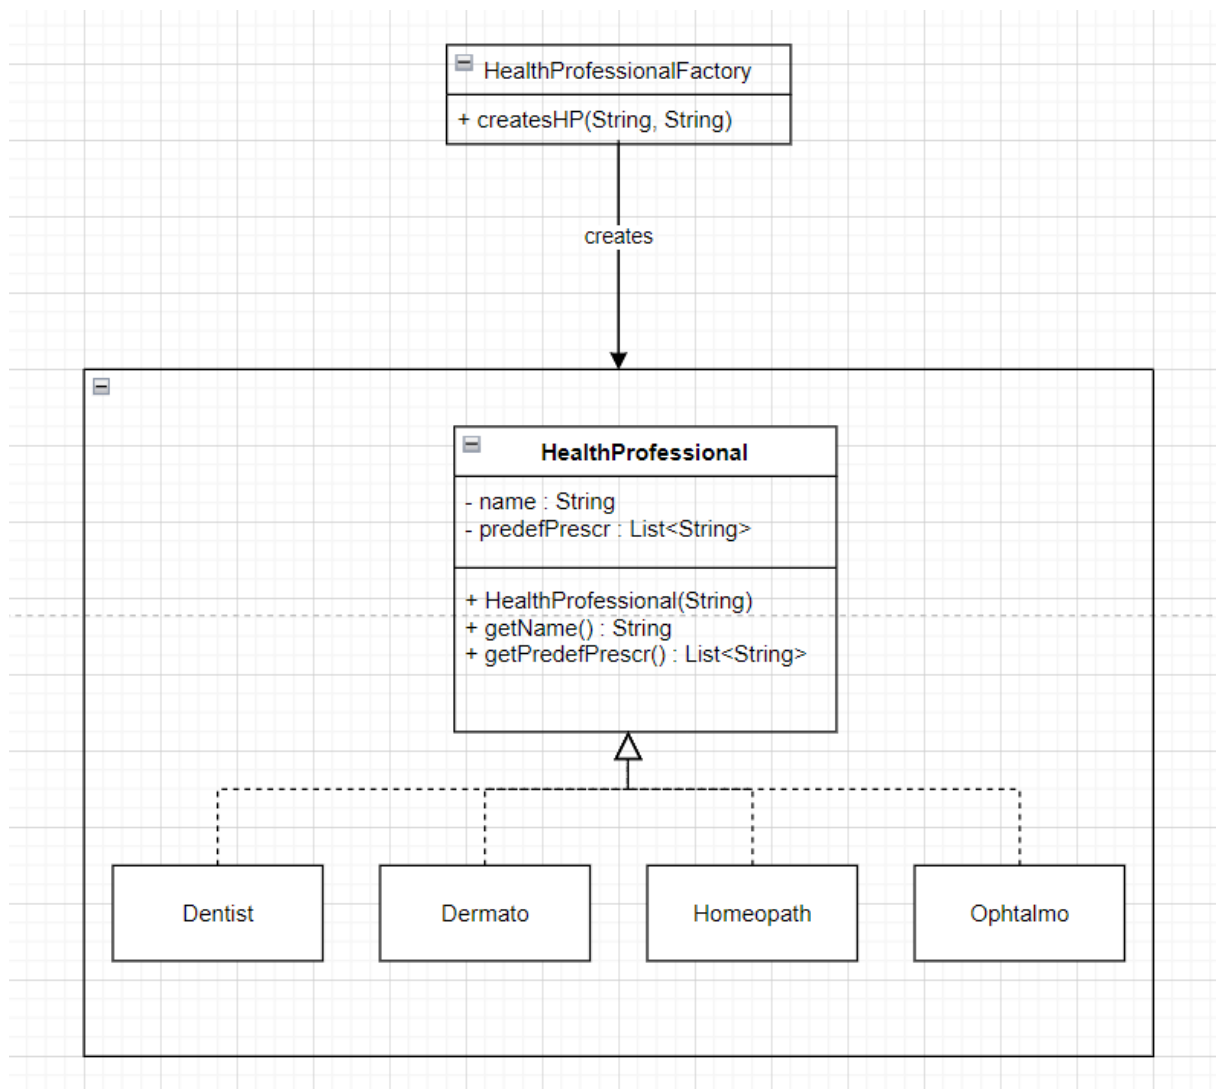 HealthProfessionalFactory
+ createsHP(String, String)
creates
HealthProfessional
- name : String
- predefPrescr : List<String>
+ HealthProfessional(String)
+ getName() : String
+ getPredefPrescr() : List<String>
Dentist
Dermato
Homeopath
Ophtalmo